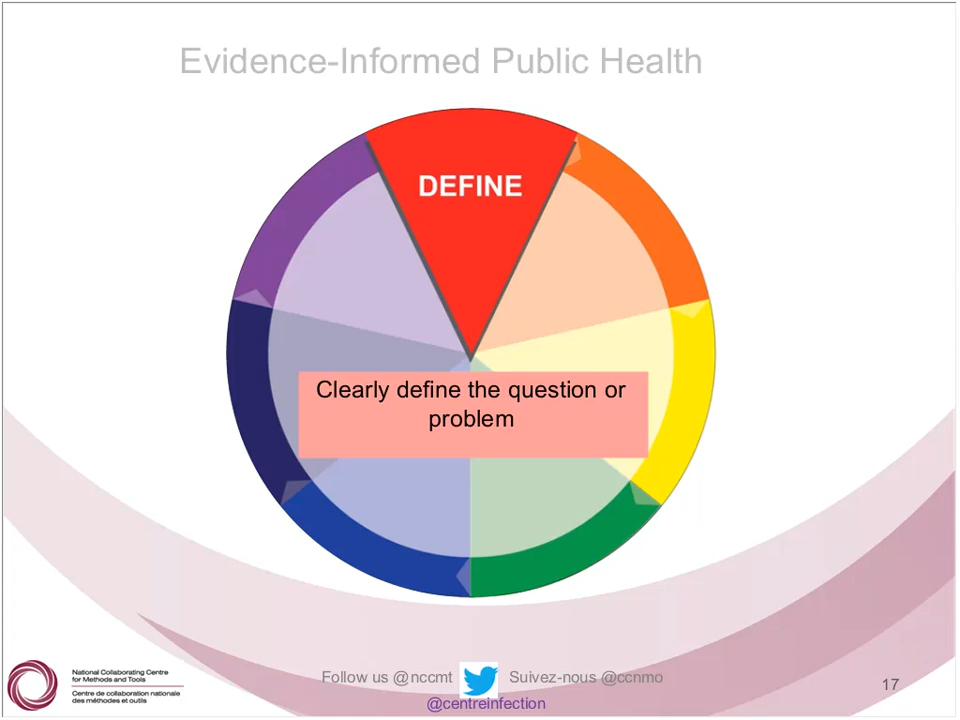 Evidence-Informed Public Health
DEFINE
Clearly define the question or
problem
National Collaborating Centre
for Methods and Tools
Centre de collaboration nationale
des méthodes et outils
Follow us @nccmt
Suivez-nous @ccnmo
@centreinfection
17